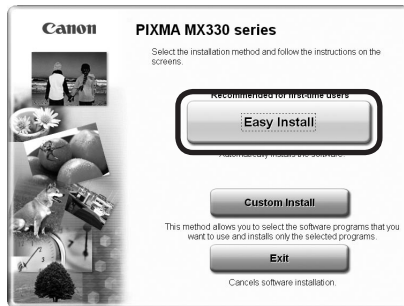 Canon
PIXMA MX330 series
Select the installation method and follow the instructions on the
screens.
Recommended for first-time users
Easy Install
Automatically installs the software.
Custom Install
This method allows you to select the software programs that you
want to use and installs only the selected programs.
Exit
Cancels software installation.